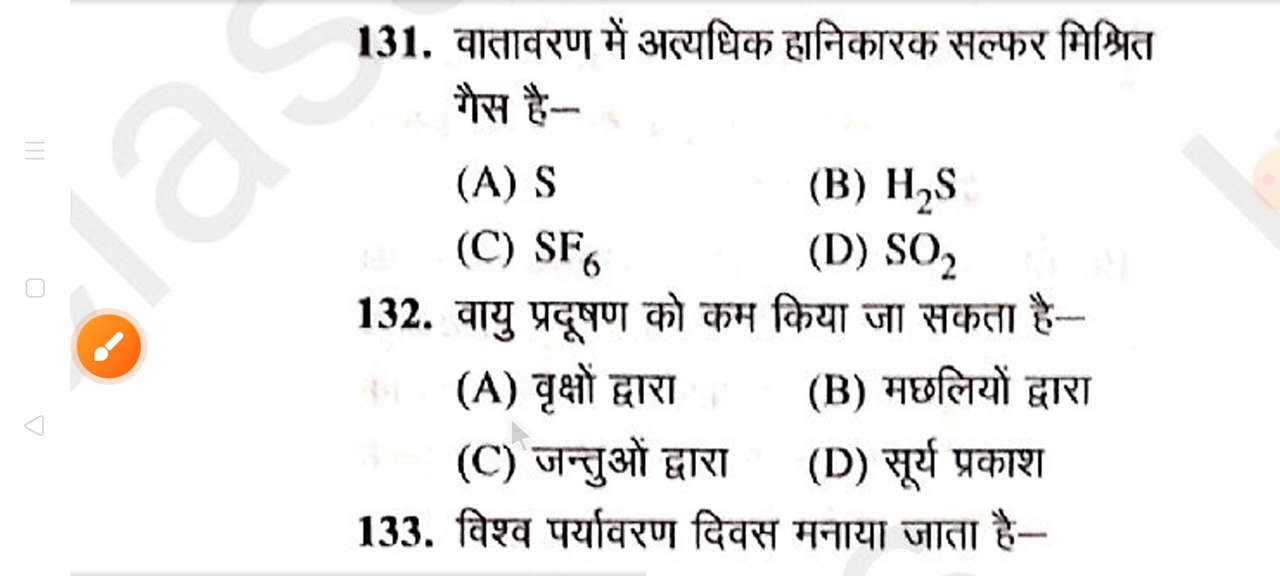 131. वातावरण में अत्यधिक हानिकारक सल्फर मिश्रित
गैस है—
(A) S (B) H₂S
(C) SF₆ (D) SO₂
132. वायु प्रदूषण को कम किया जा सकता है—
(A) वृक्षों द्वारा (B) मछलियों द्वारा
(C) जन्तुओं द्वारा (D) सूर्य प्रकाश
133. विश्व पर्यावरण दिवस मनाया जाता है—